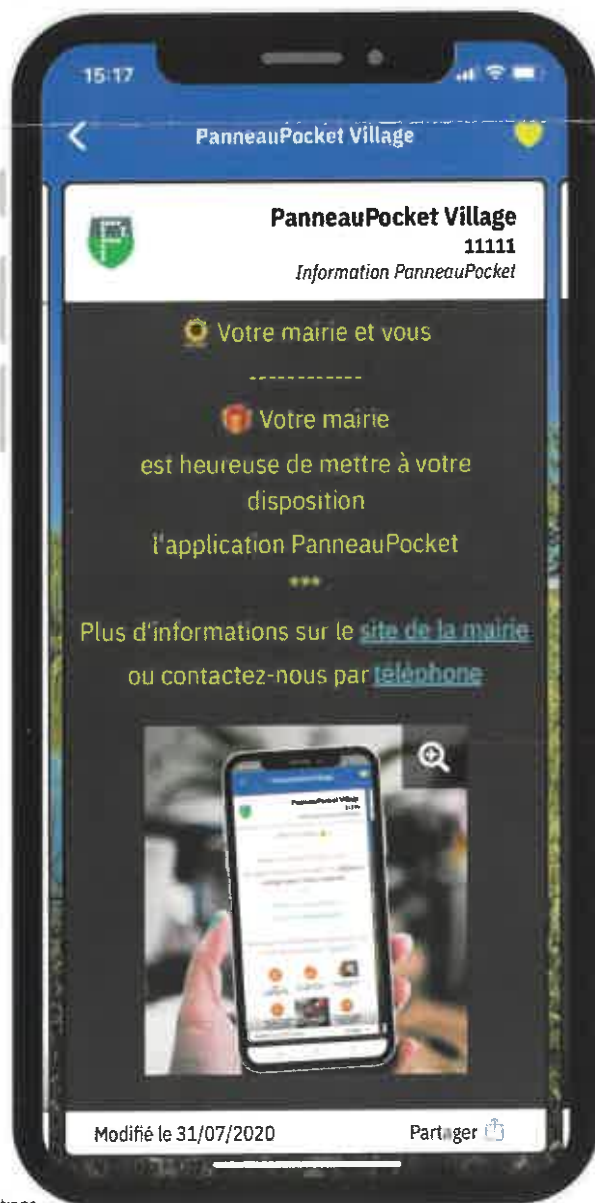 15:17
PanneauPocket Village
PanneauPocket Village
11111
Information PanneauPocket
Votre mairie et vous
------------
Votre mairie
est heureuse de mettre à votre
disposition
l'application PanneauPocket
***
Plus d'informations sur le site de la mairie
ou contactez-nous par téléphone
PanneauPocket Village
Modifié le 31/07/2020
Partager